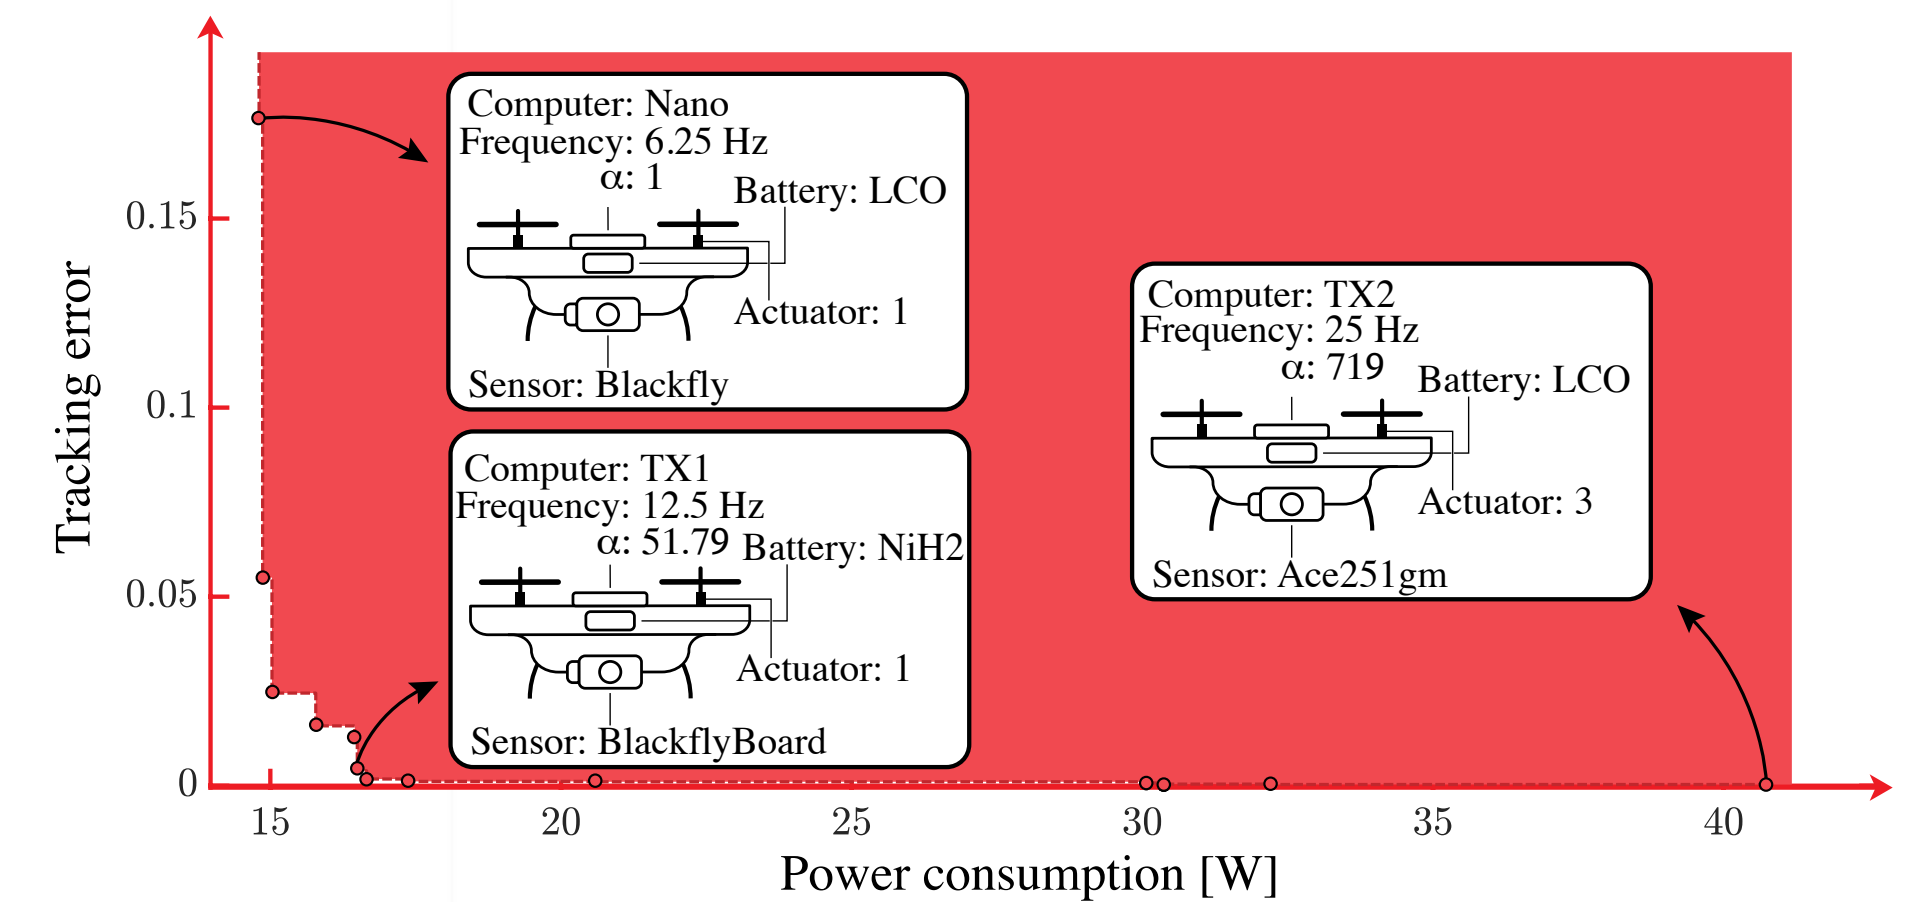 Tracking error
0.15
0.1
0.05
0
Computer: Nano
Frequency: 6.25 Hz
α: 1
Battery: LCO
Actuator: 1
Sensor: Blackfly
Computer: TX1
Frequency: 12.5 Hz
α: 51.79
Battery: NiH2
Actuator: 1
Sensor: BlackflyBoard
Computer: TX2
Frequency: 25 Hz
α: 719
Battery: LCO
Actuator: 3
Sensor: Ace251gm
15 20 25 30 35 40
Power consumption [W]